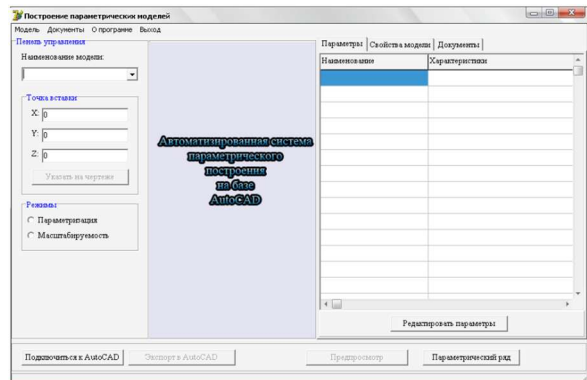 Построение параметрических моделей
Модель Документы О программе Выход
Панель управления
Наименование модели:
Точка вставки
X: 0
Y: 0
Z: 0
Указать на чертеже
Режимы
Параметризация
Масштабируемость
Автоматизированная система
параметрического
построения
на базе
AutoCAD
Параметры Свойства модели Документы
Наименование Характеристики
Редактировать параметры
Подключиться к AutoCAD Экспорт в AutoCAD Предпросмотр Параметрический ряд